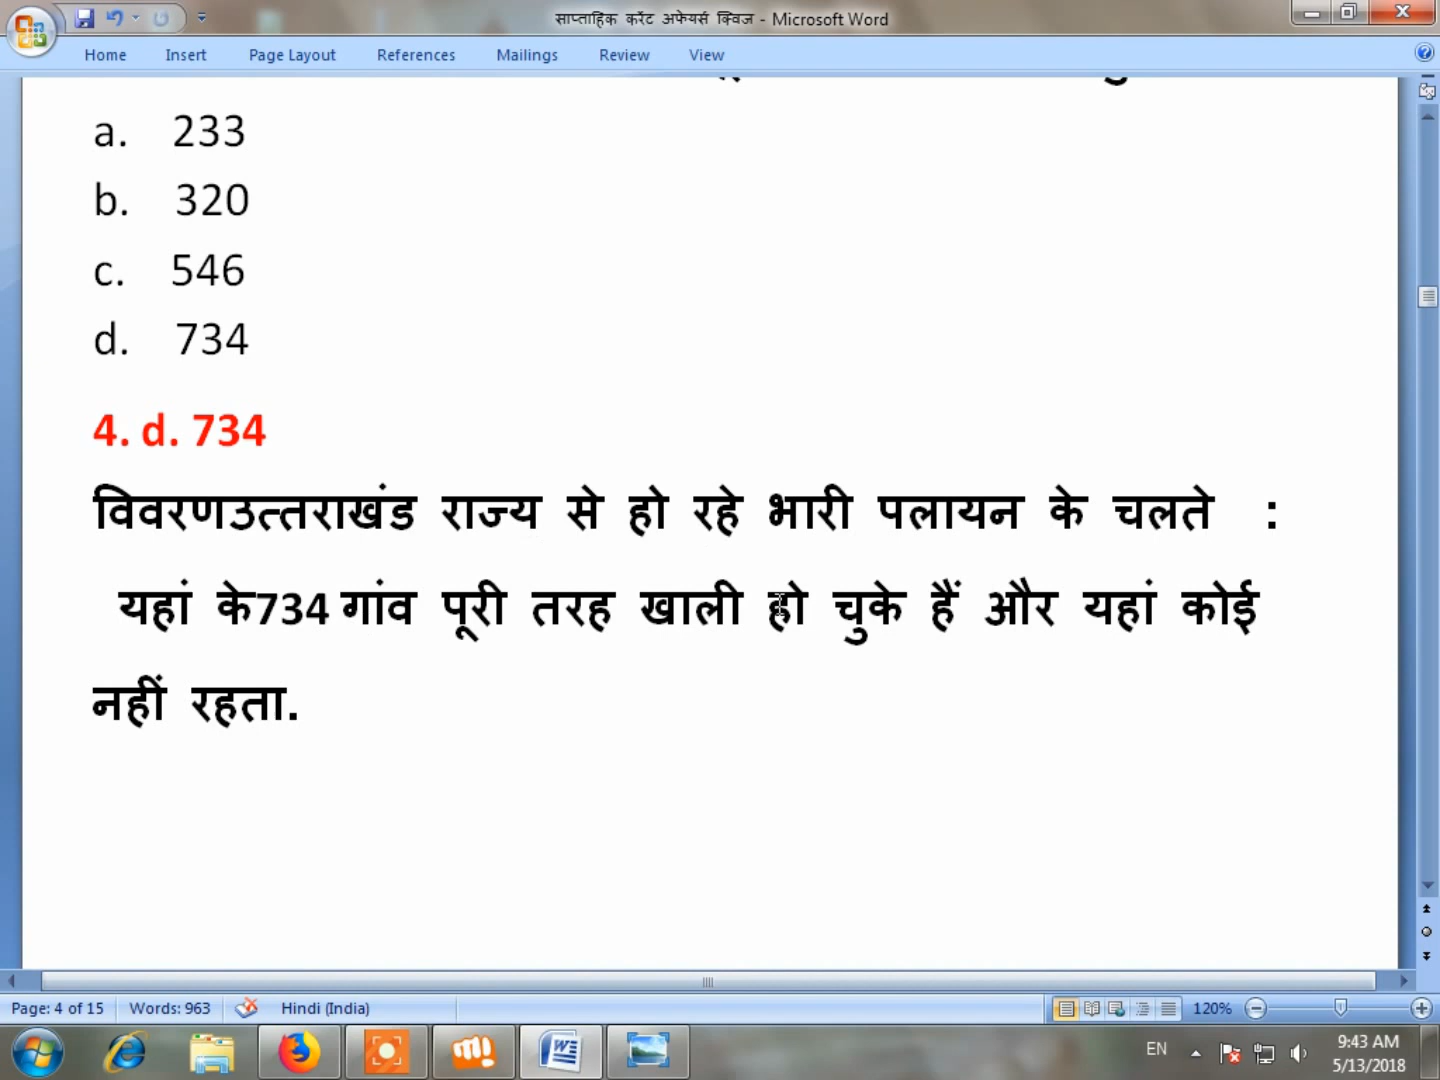 साप्ताहिक करेंट अफेयर्स क्विज - Microsoft Word
Home Insert Page Layout References Mailings Review View
a. 233
b. 320
c. 546
d. 734
4. d. 734
विवरणउत्तराखंड राज्य से हो रहे भारी पलायन के चलते :
यहां के734 गांव पूरी तरह खाली हो चुके हैं और यहां कोई
नहीं रहता.
Page: 4 of 15 Words: 963 Hindi (India) 120%
EN 9:43 AM
5/13/2018